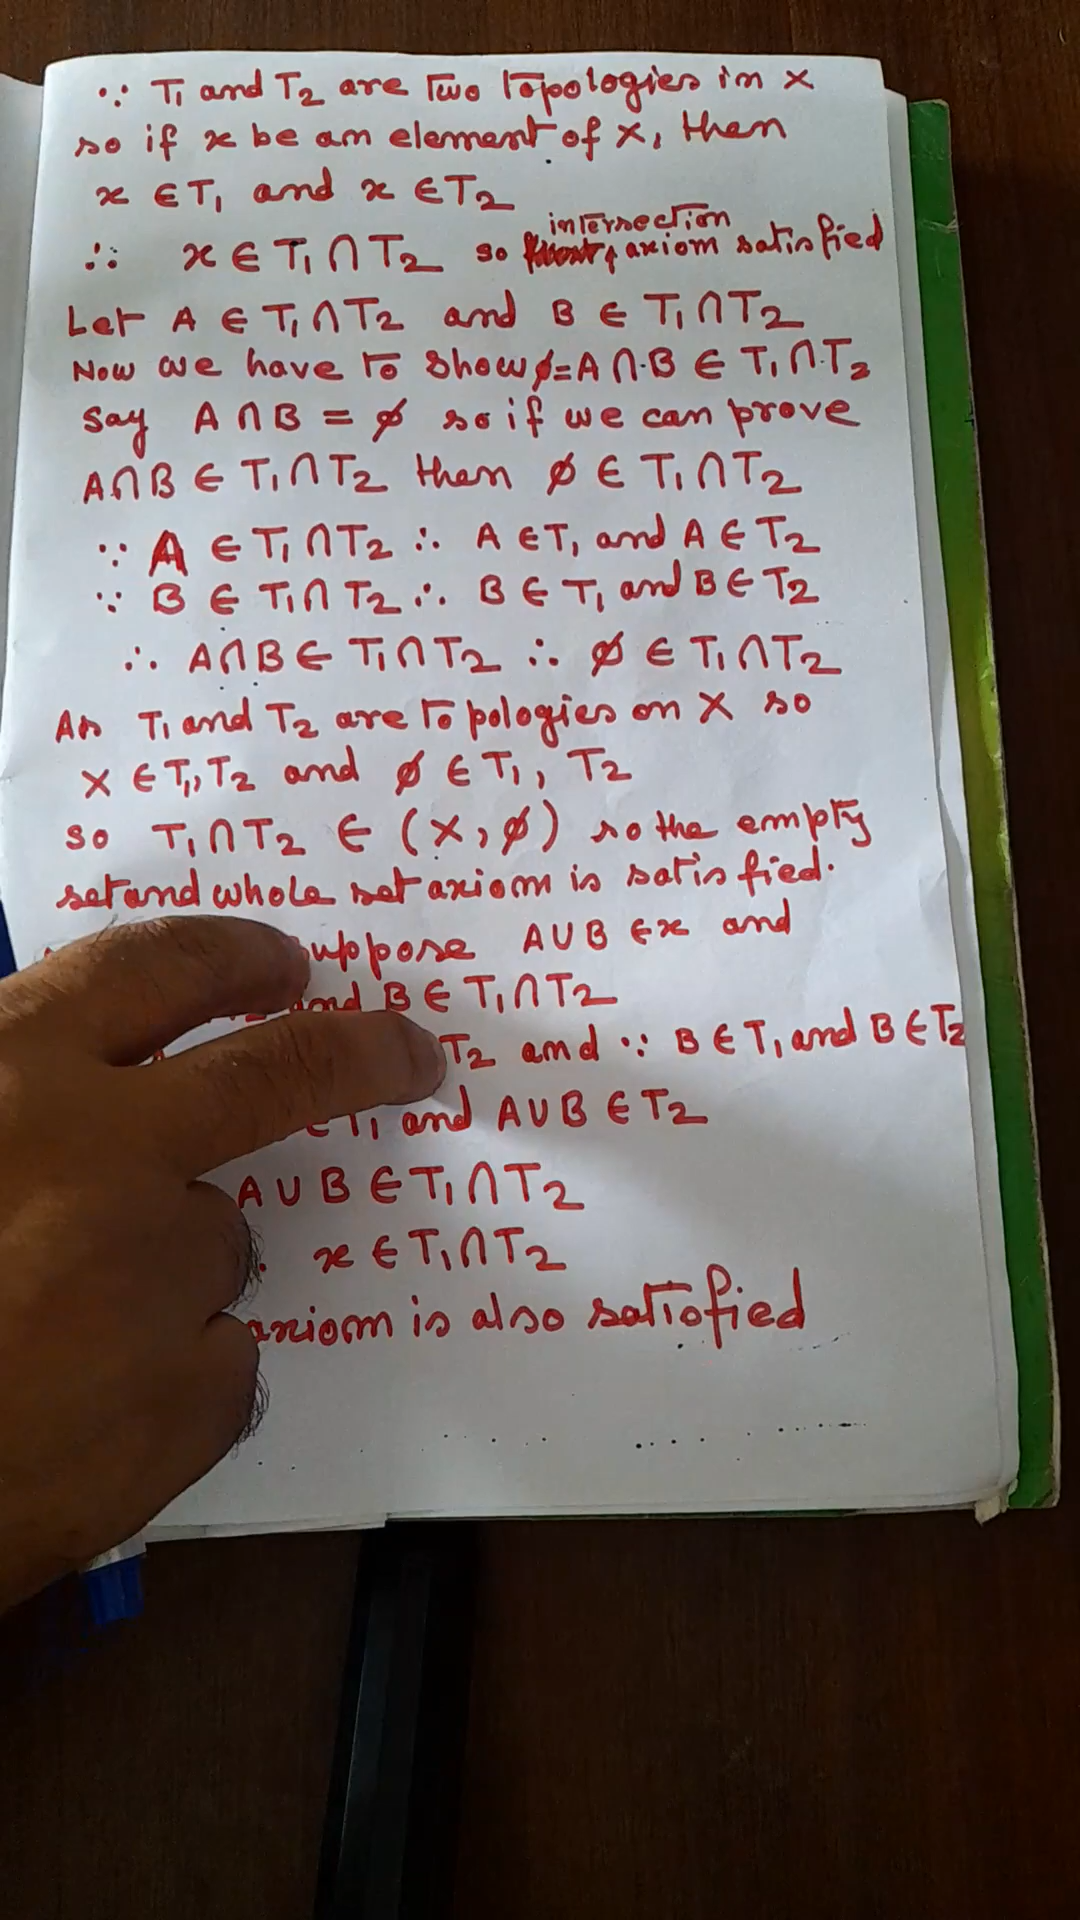 ∵ T₁ and T₂ are Two Topologies in X
so if x be an element of X, then
x ∈ T₁ and x ∈ T₂
intersection
∴ x ∈ T₁ ∩ T₂ so axiom satisfied
Let A ∈ T₁ ∩ T₂ and B ∈ T₁ ∩ T₂
Now we have to show φ = A ∩ B ∈ T₁ ∩ T₂
Say A ∩ B = φ so if we can prove
A ∩ B ∈ T₁ ∩ T₂ then φ ∈ T₁ ∩ T₂
∵ A ∈ T₁ ∩ T₂ ∴ A ∈ T₁ and A ∈ T₂
∵ B ∈ T₁ ∩ T₂ ∴ B ∈ T₁ and B ∈ T₂
∴ A ∩ B ∈ T₁ ∩ T₂ ∴ φ ∈ T₁ ∩ T₂
As T₁ and T₂ are Topologies on X so
X ∈ T₁, T₂ and φ ∈ T₁, T₂
so T₁ ∩ T₂ ∈ (X, φ) so the empty
set and whole set axiom is satisfied.
suppose A ∪ B ∈ x and
and B ∈ T₁ ∩ T₂
T₂ and ∵ B ∈ T₁ and B ∈ T₂
∈ T₁ and A ∪ B ∈ T₂
A ∪ B ∈ T₁ ∩ T₂
x ∈ T₁ ∩ T₂
axiom is also satisfied